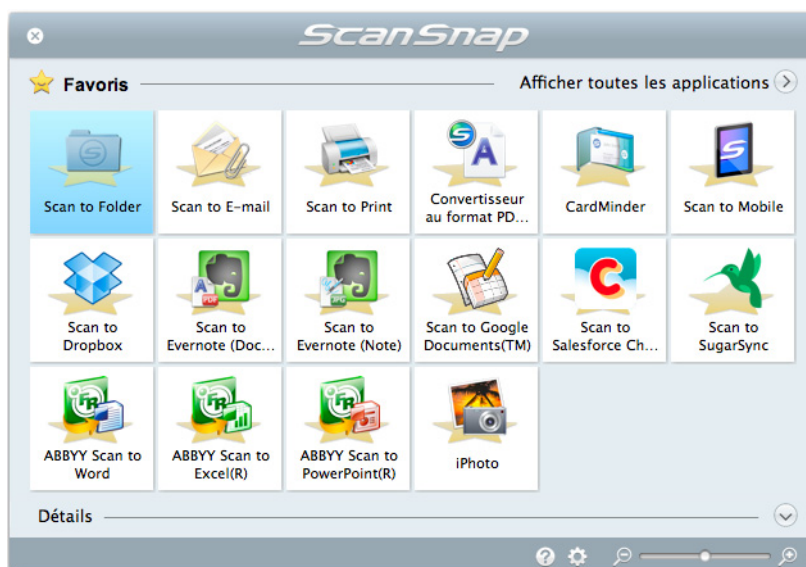 ScanSnap
Favoris
Afficher toutes les applications
Scan to Folder
Scan to E-mail
Scan to Print
Convertisseur
au format PD...
CardMinder
Scan to Mobile
Scan to
Dropbox
Scan to
Evernote (Doc...
Scan to
Evernote (Note)
Scan to Google
Documents(TM)
Scan to
Salesforce Ch...
Scan to
SugarSync
ABBYY Scan to
Word
ABBYY Scan to
Excel(R)
ABBYY Scan to
PowerPoint(R)
iPhoto
Détails